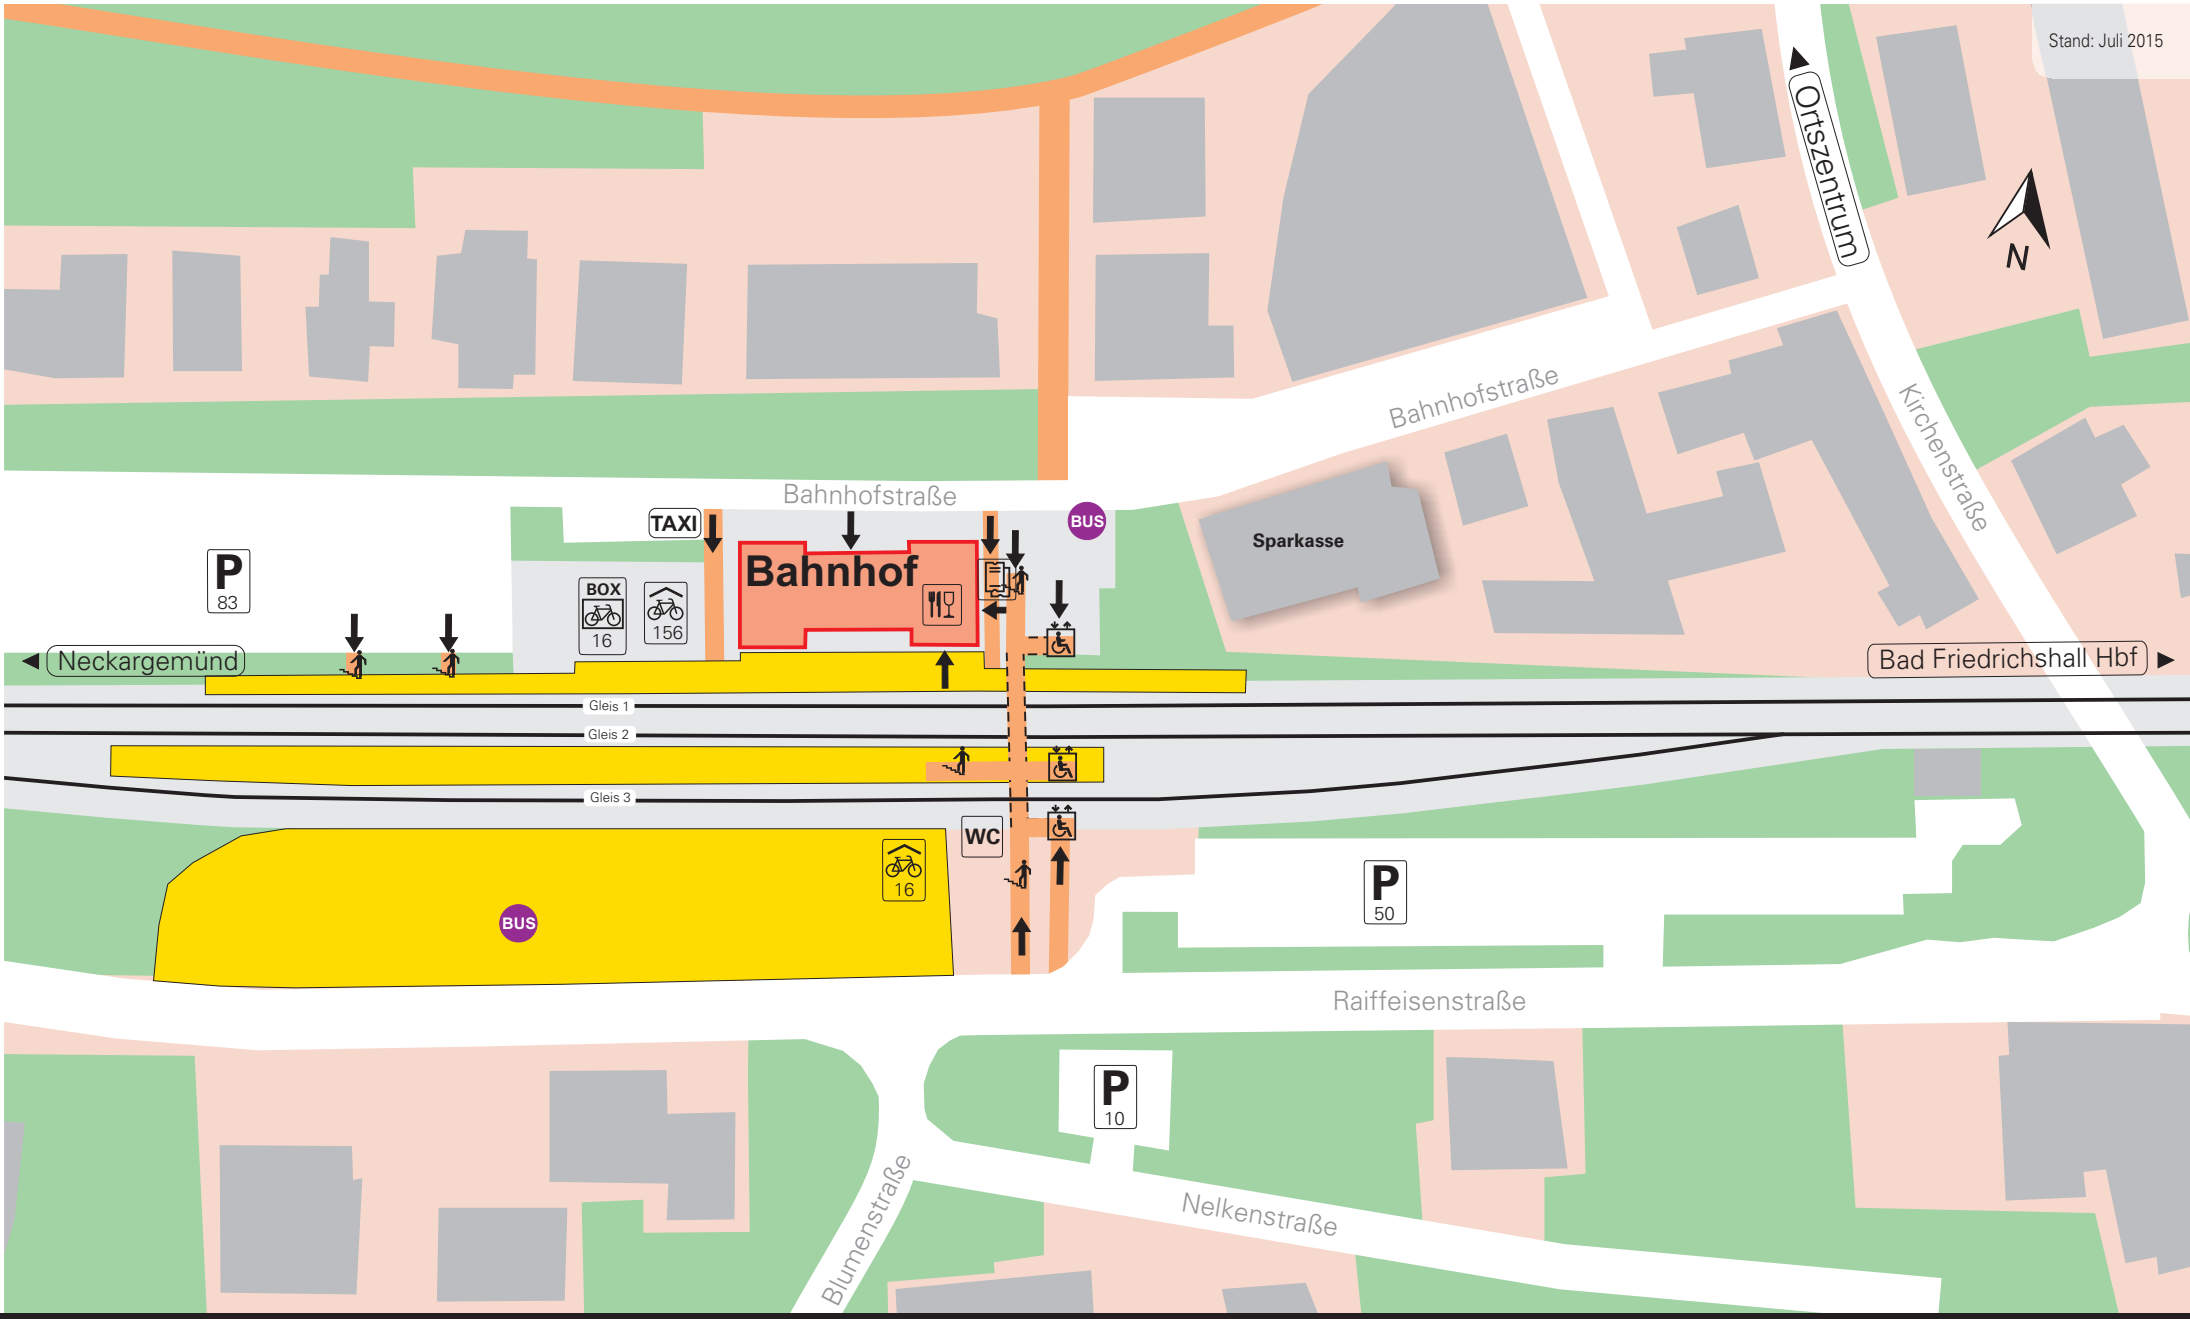 Stand: Juli 2015
Ortszentrum
N
Bahnhofstraße
Kirchenstraße
Bahnhofstraße
TAXI
BUS
Sparkasse
P
83
Bahnhof
BOX
16
156
Neckargemünd
Bad Friedrichshall Hbf
Gleis 1
Gleis 2
Gleis 3
WC
16
P
50
BUS
Raiffeisenstraße
P
10
Blumenstraße
Nelkenstraße